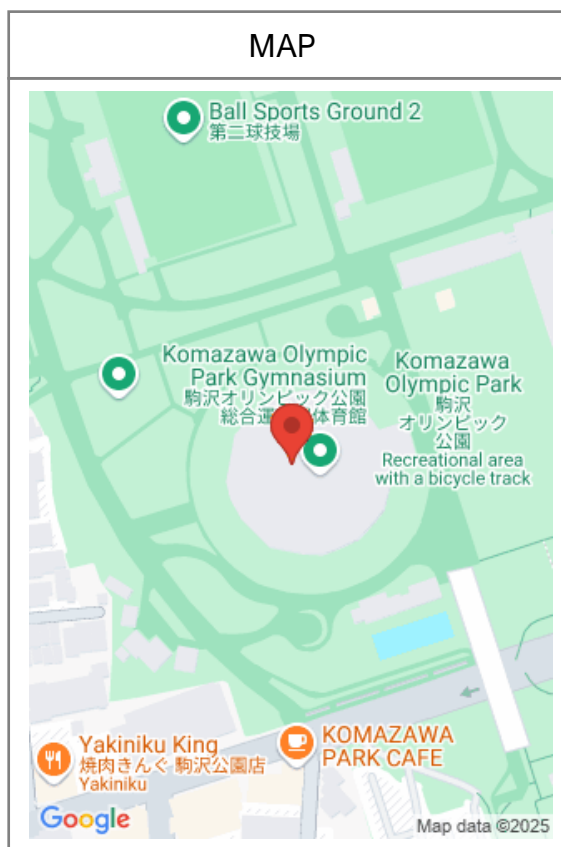 MAP
Ball Sports Ground 2
第二球技場
Komazawa Olympic
Park Gymnasium
駒沢オリンピック公園
総合運 体育館
Komazawa
Olympic Park
駒沢
オリンピック
公園
Recreational area
with a bicycle track
KOMAZAWA
PARK CAFE
Yakiniku King
焼肉きんぐ 駒沢公園店
Yakiniku
Google
Map data ©2025